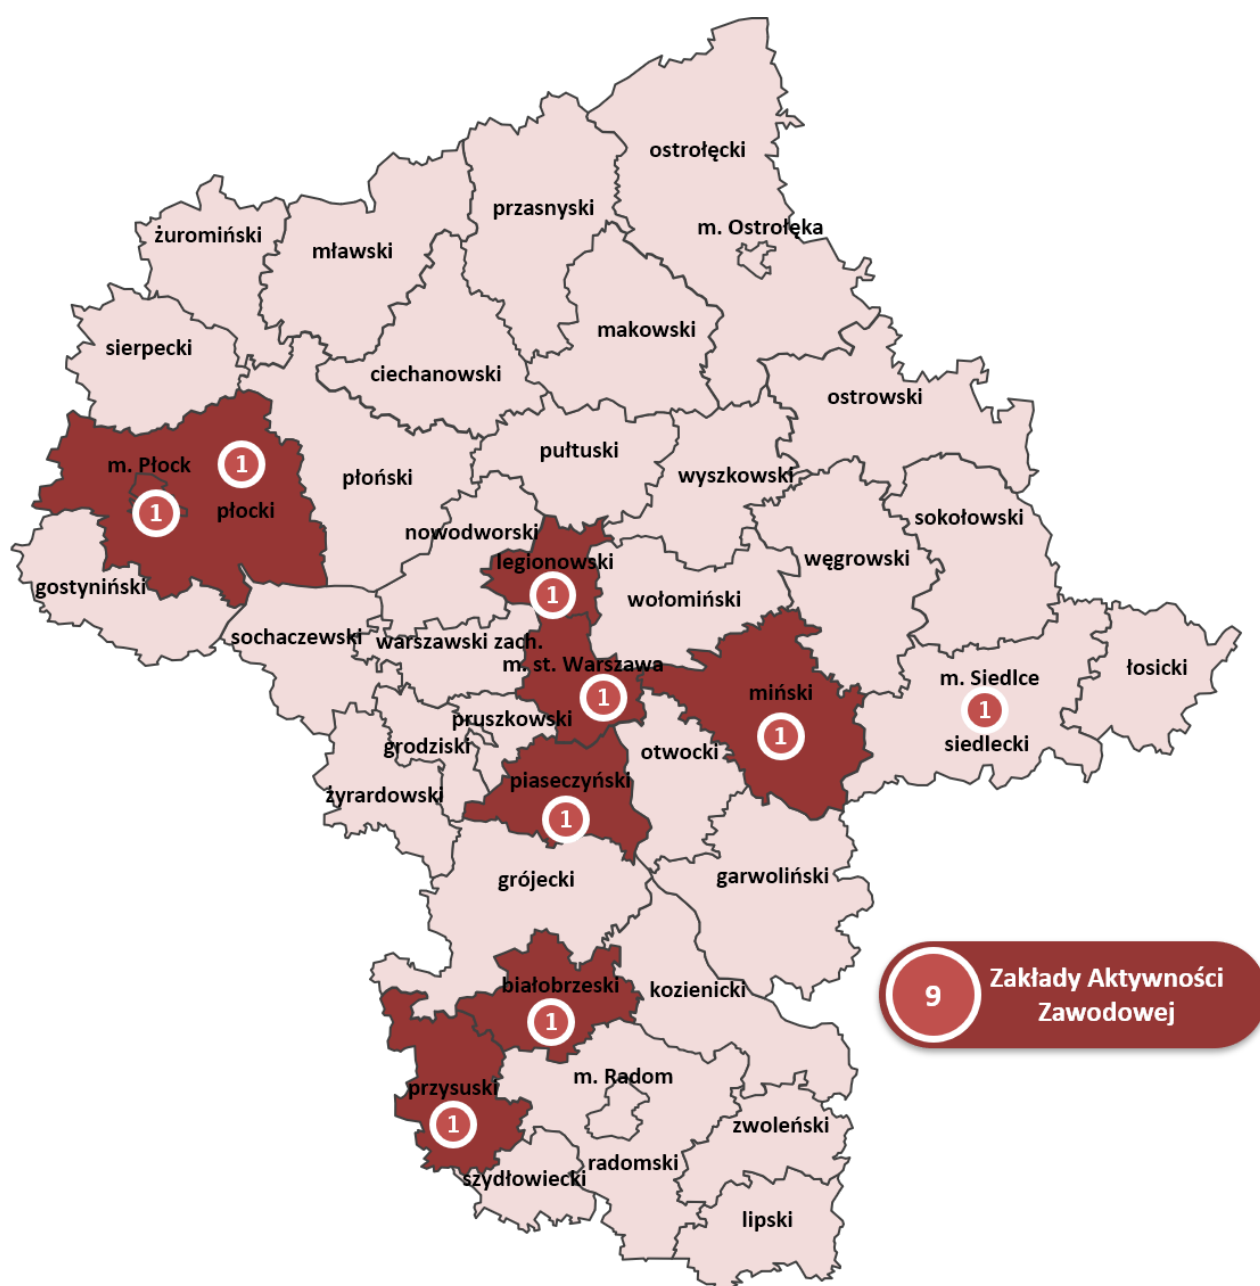 ostrołęcki
przasnyski
m. Ostrołęka
żuromiński
mławski
makowski
sierpecki
ciechanowski
ostrowski
pułtuski
m. Płock
1
płoński
wyszkowski
1
płocki
sokołowski
nowodworski
legionowski
węgrowski
gostyniński
1
wołomiński
sochaczewski
warszawski zach.
m. st. Warszawa
łosicki
m. Siedlce
miński
1
1
pruszkowski
1
grodziski
otwocki
siedlecki
piaseczyński
żyrardowski
1
grójecki
garwoliński
białobrzeski
kozienicki
9
Zakłady Aktywności
Zawodowej
1
m. Radom
przysuski
1
zwoleński
radomski
szydłowiecki
lipski